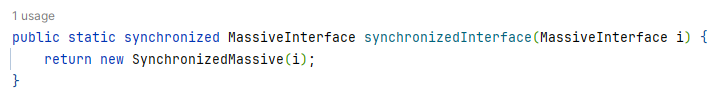 1 usage
public static synchronized MassiveInterface synchronizedInterface(MassiveInterface i) {
    return new SynchronizedMassive(i);
}